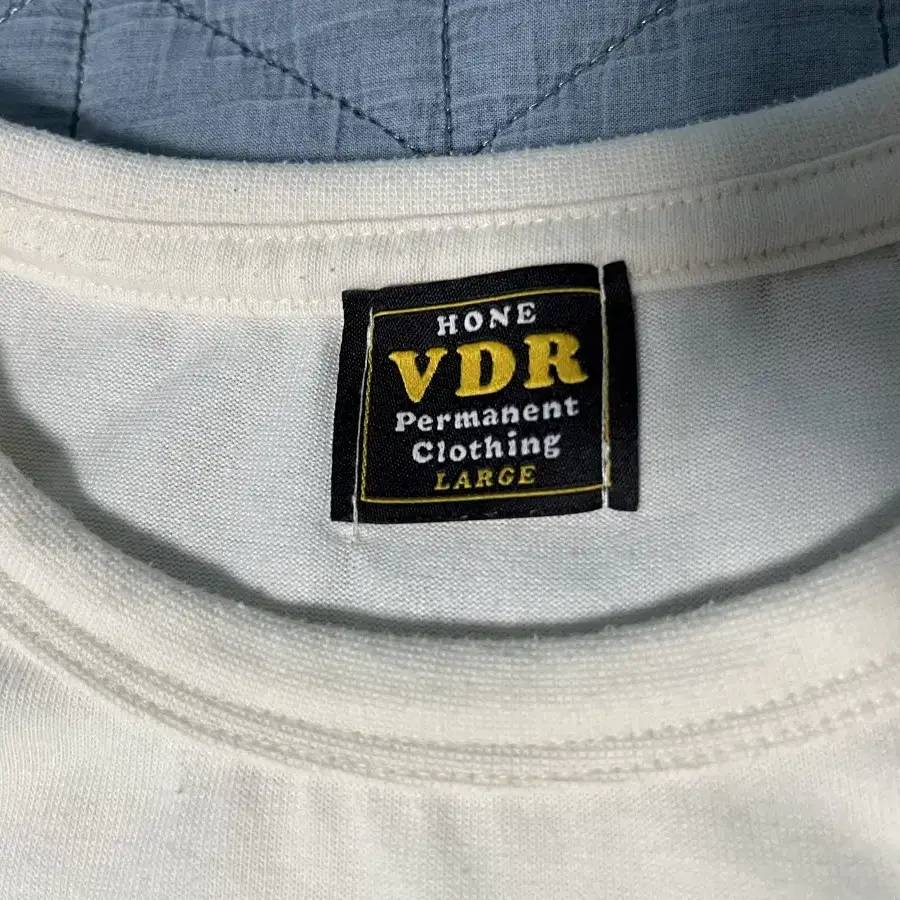 HONE
VDR
Permanent
Clothing
LARGE